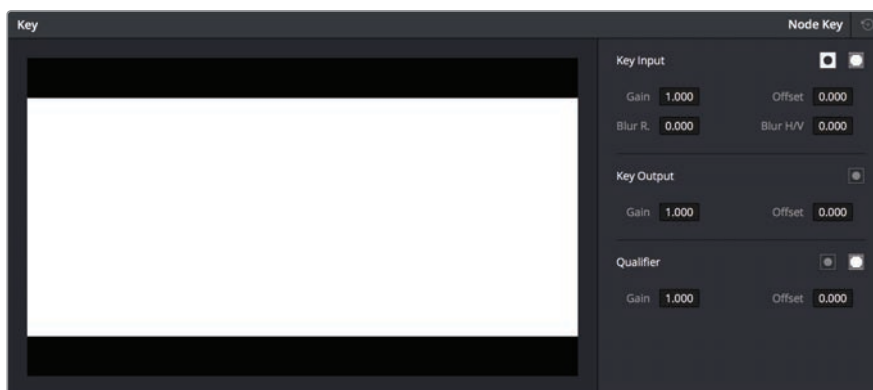 Key Node Key
Key Input
Gain 1.000 Offset 0.000
Blur R. 0.000 Blur H/V 0.000
Key Output
Gain 1.000 Offset 0.000
Qualifier
Gain 1.000 Offset 0.000